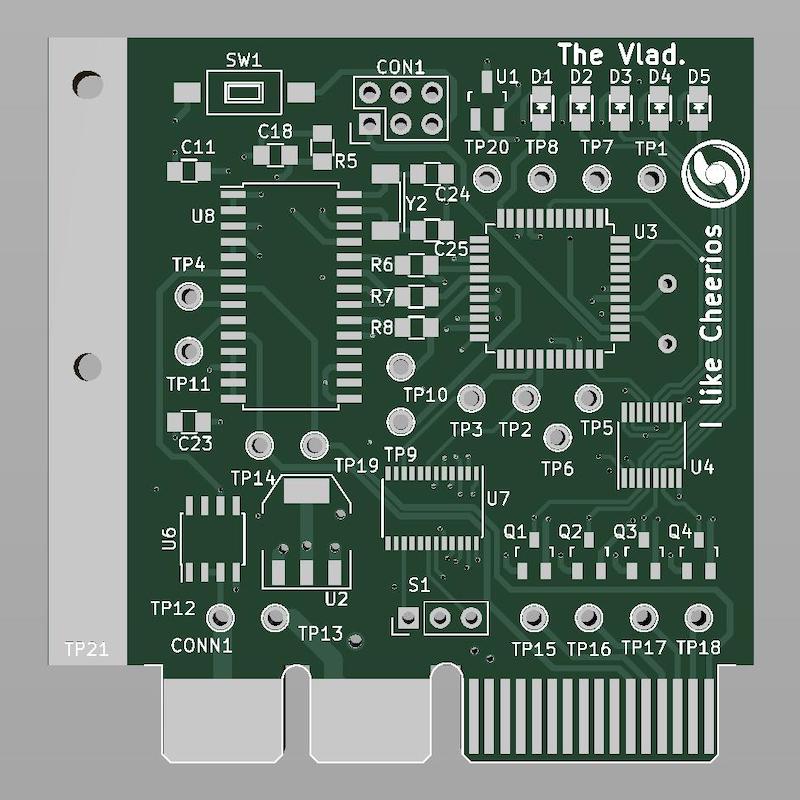 The Vlad.
SW1
CON1
U1 D1 D2 D3 D4 D5
C18
C11
R5
TP20 TP8 TP7 TP1
C24
Y2
U8
U3
C25
I like Cheerios
TP4
R6
R7
R8
TP11
TP10
TP3 TP2 TP5
C23
TP9
TP6
TP14 TP19
U4
U7
U6
Q1 Q2 Q3 Q4
S1
U2
TP12
TP13
CONN1
TP15 TP16 TP17 TP18
TP21